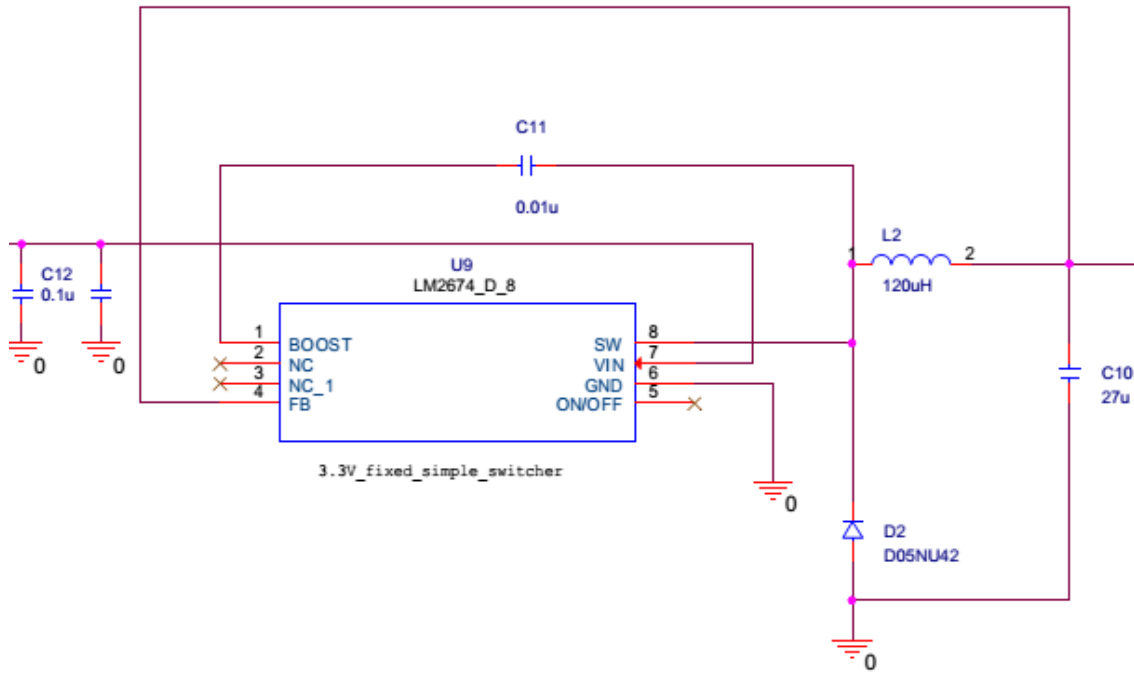 C11
0.01u
L2
1 2
120uH
C12
0.1u
0 0
U9
LM2674_D_8
1 BOOST
2 NC
3 NC_1
4 FB
SW 8
VIN 7
GND 6
ON/OFF 5
3.3V_fixed_simple_switcher
0
C10
27u
D2
D05NU42
0